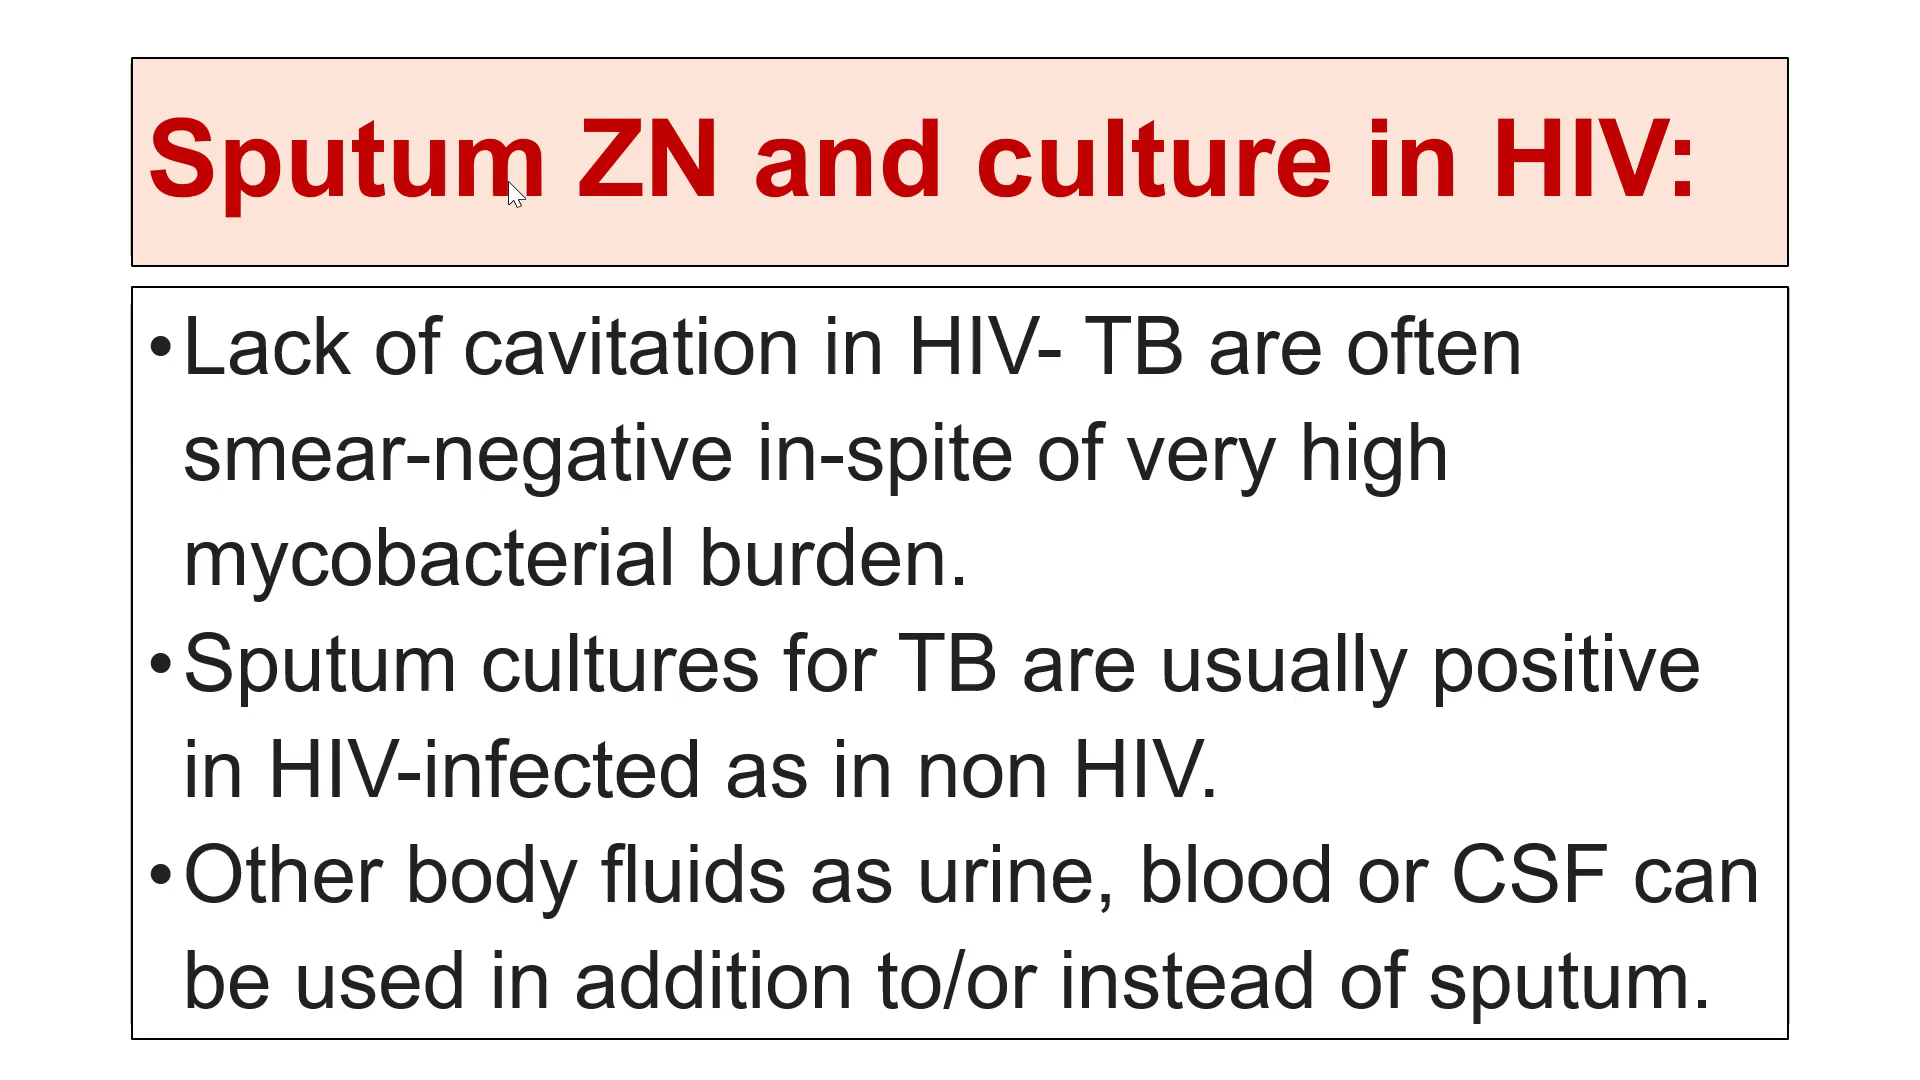 Sputum ZN and culture in HIV:
•Lack of cavitation in HIV- TB are often
smear-negative in-spite of very high
mycobacterial burden.
•Sputum cultures for TB are usually positive
in HIV-infected as in non HIV.
•Other body fluids as urine, blood or CSF can
be used in addition to/or instead of sputum.